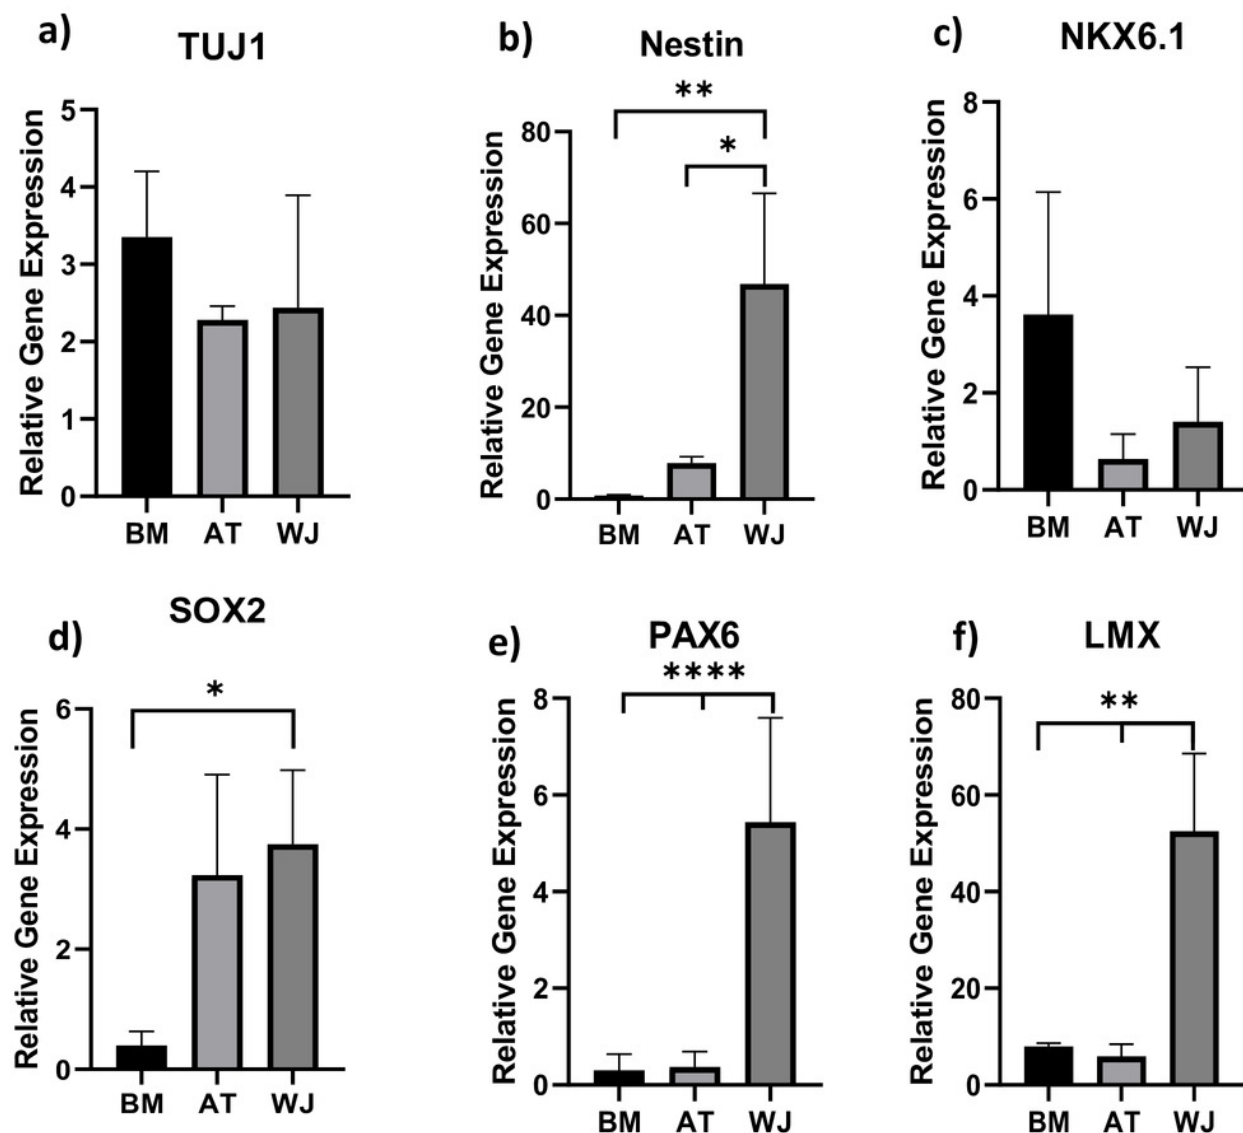 a)
TUJ1
Relative Gene Expression
5
4
3
2
1
0
BM AT WJ
b)
Nestin
**
*
Relative Gene Expression
80
60
40
20
0
BM AT WJ
c)
NKX6.1
Relative Gene Expression
8
6
4
2
0
BM AT WJ
d)
SOX2
*
Relative Gene Expression
6
4
2
0
BM AT WJ
e)
PAX6
****
Relative Gene Expression
8
6
4
2
0
BM AT WJ
f)
LMX
**
Relative Gene Expression
80
60
40
20
0
BM AT WJ